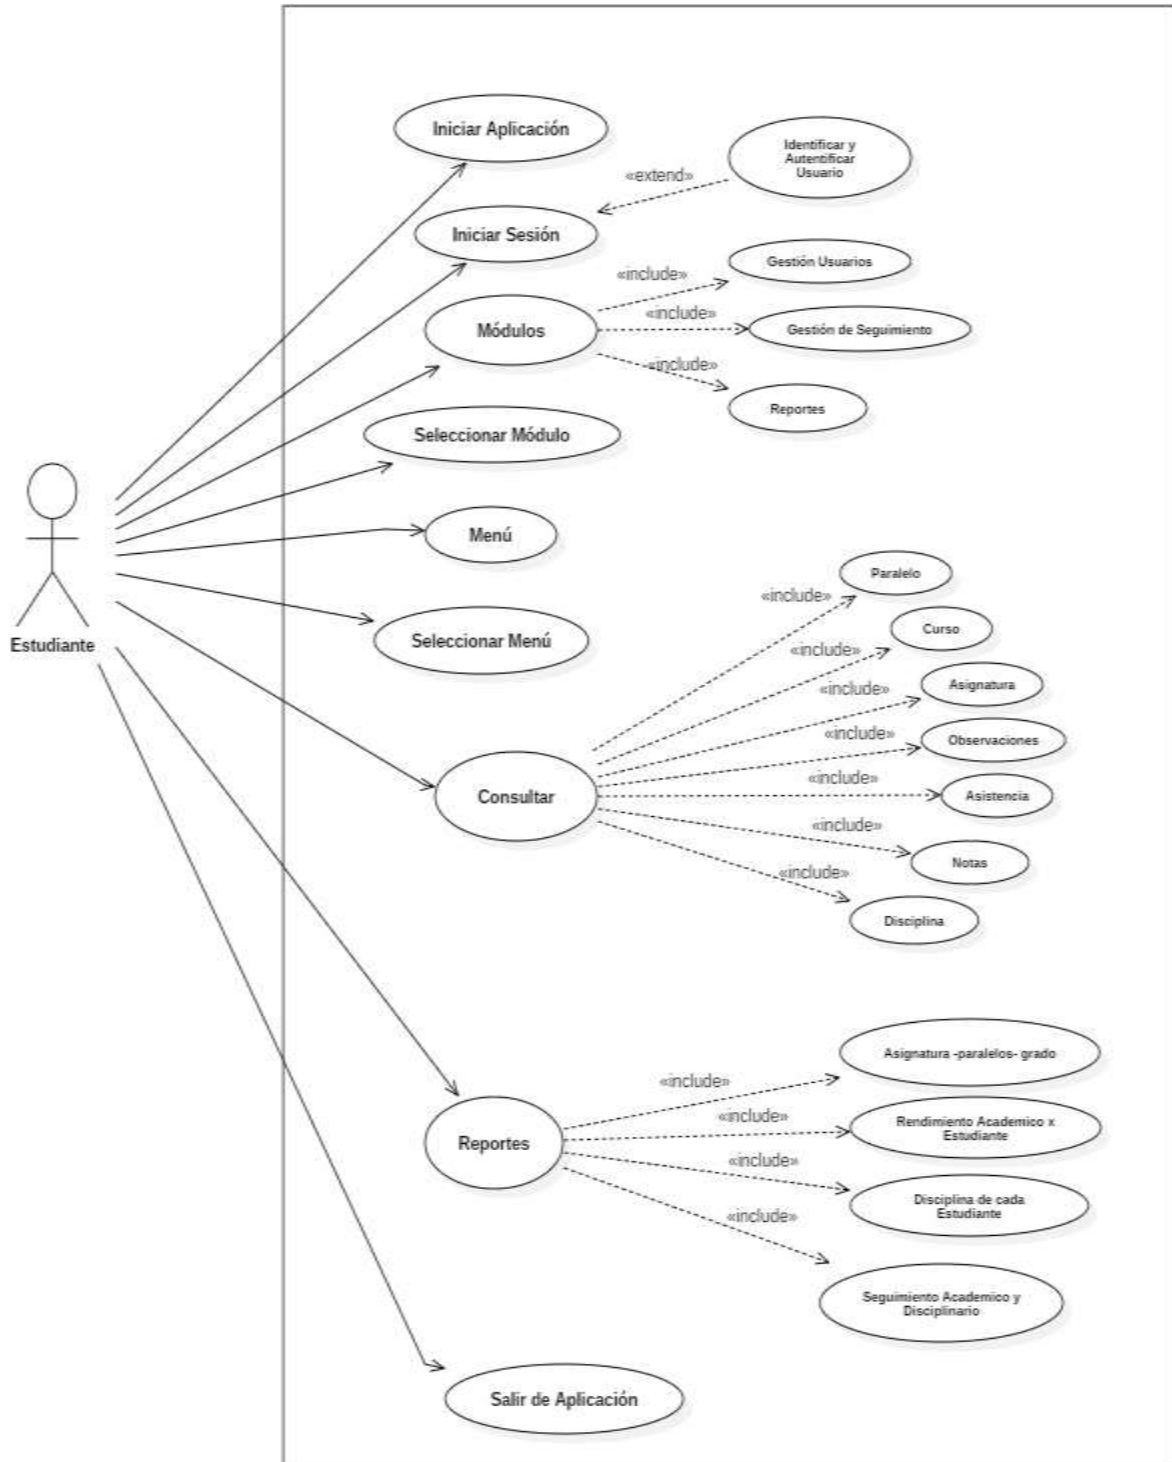 Iniciar Aplicación
Identificar y
Autentificar
Usuario
«extend»
Iniciar Sesión
Gestión Usuarios
«include»
«include»
Módulos
Gestión de Seguimiento
«include»
Reportes
Seleccionar Módulo
Menú
Estudiante
Seleccionar Menú
Paralelo
«include»
Curso
«include»
Asignatura
«include»
Observaciones
«include»
«include»
Asistencia
Consultar
«include»
Notas
«include»
Disciplina
Asignatura -paralelos- grado
«include»
«include»
Rendimiento Academico x
Estudiante
Reportes
«include»
Disciplina de cada
Estudiante
«include»
Seguimiento Academico y
Disciplinario
Salir de Aplicación